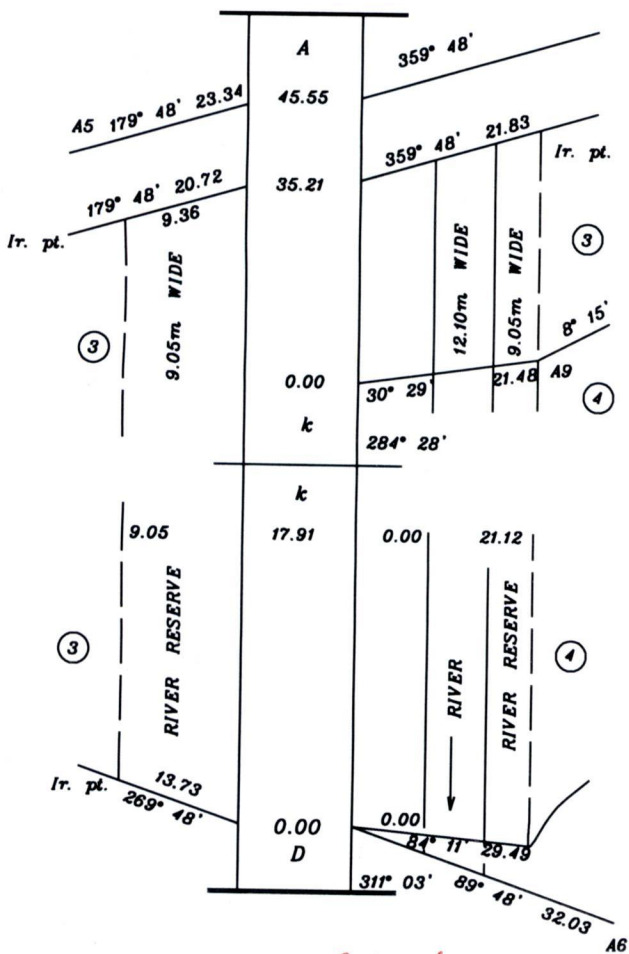 A
359° 48'
A5 179° 48' 23.34
45.55
359° 48' 21.83
Ir. pt.
179° 48' 20.72
35.21
Ir. pt.
9.36
9.05m WIDE
12.10m WIDE
9.05m WIDE
3
3
8° 15'
0.00
30° 29'
21.48
A9
4
k
284° 28'
k
9.05
17.91
0.00
21.12
RIVER RESERVE
RIVER
RIVER RESERVE
3
4
Ir. pt.
13.73
269° 48'
0.00
0.00
84° 11' 29.49
D
311° 03'
89° 48' 32.03
A6